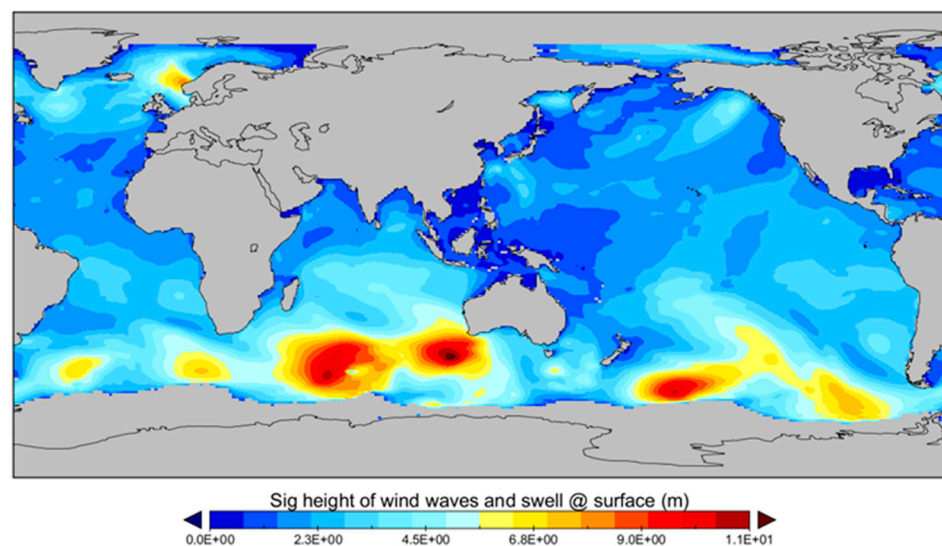 Sig height of wind waves and swell @ surface (m)
0.0E+00 2.3E+00 4.5E+00 6.8E+00 9.0E+00 1.1E+01